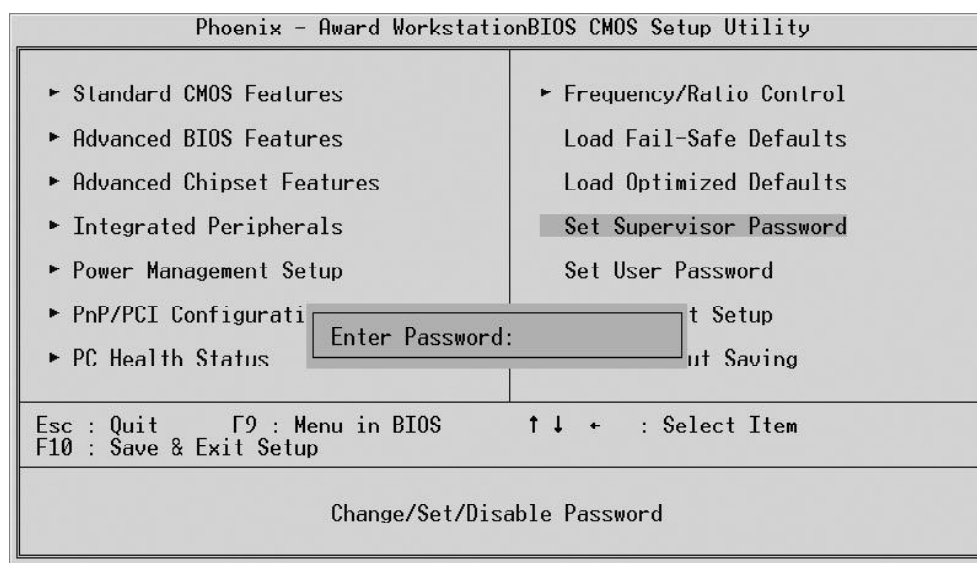 Phoenix - Award WorkstationBIOS CMOS Setup Utility
► Standard CMOS Features
► Advanced BIOS Features
► Advanced Chipset Features
► Integrated Peripherals
► Power Management Setup
► PnP/PCI Configurati
► PC Health Status
► Frequency/Ratio Control
Load Fail-Safe Defaults
Load Optimized Defaults
Set Supervisor Password
Set User Password
t Setup
ut Saving
Enter Password:
Esc : Quit F9 : Menu in BIOS ↑ ↓ ← : Select Item
F10 : Save & Exit Setup
Change/Set/Disable Password